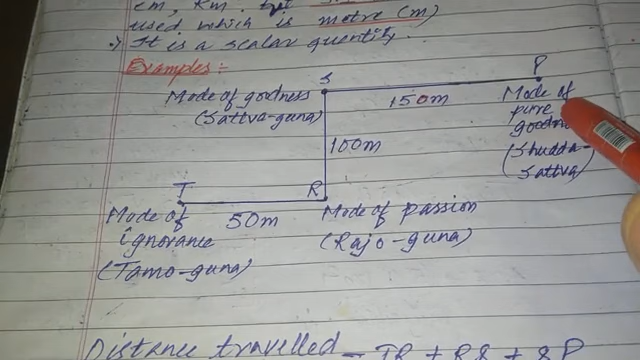 cm, km. but
used which is metre (m)
∴) It is a scalar quantity.
Examples:-
S
P
Mode of goodness
(Sattva-guna)
150m
Mode of
pure
(Shudda-
Sattva)
100m
T
R
Mode of
ignorance
(Tamo-guna)
50m
Mode of passion
(Rajo-guna)
Distance travelled = TR + RS + SP